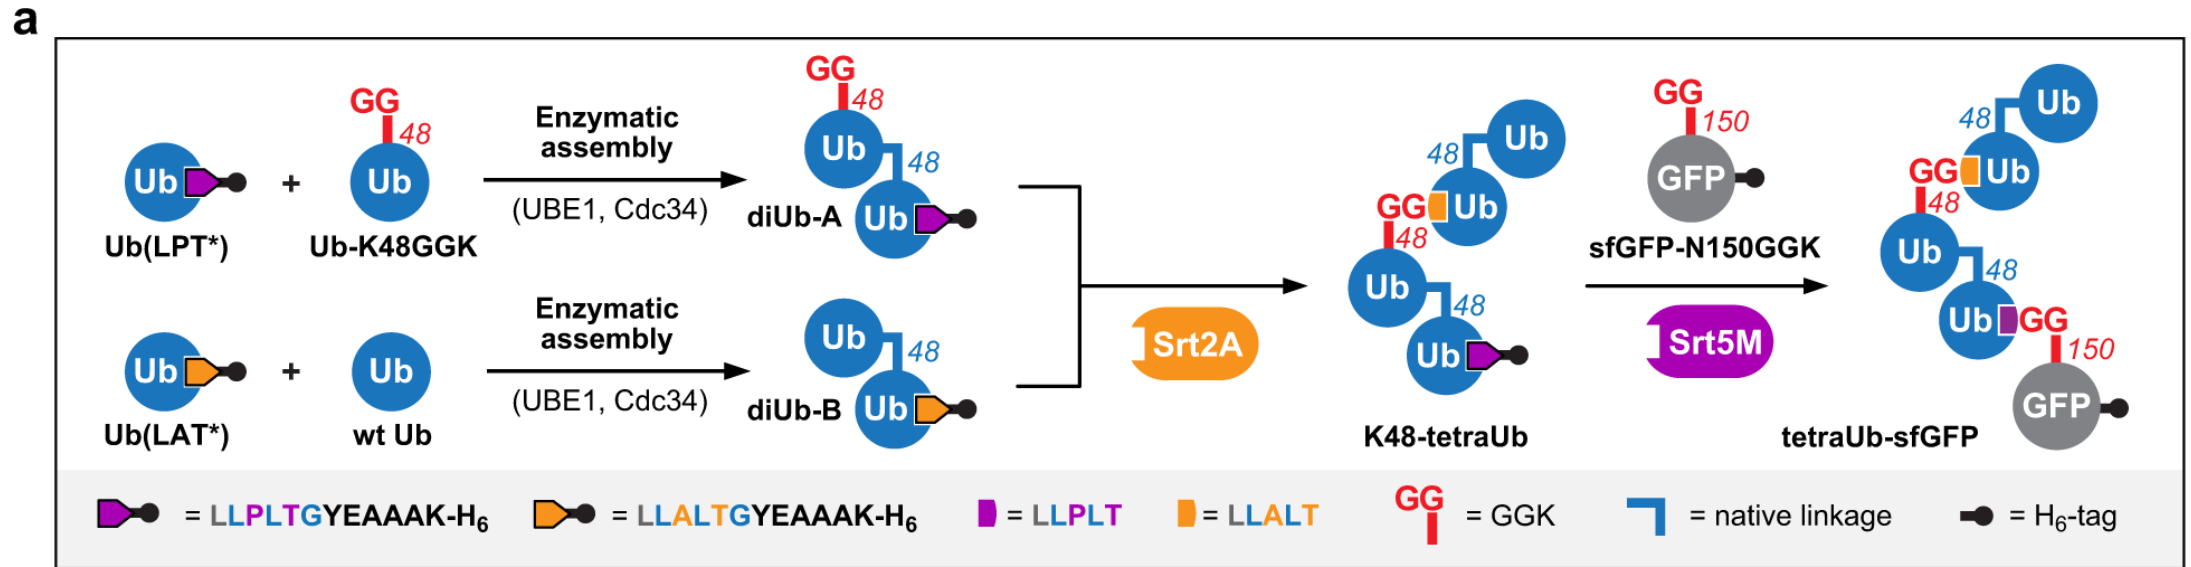 a
GG
48
Ub
Ub(LPT*)
+
GG
48
Ub
Ub-K48GGK
Enzymatic
assembly
(UBE1, Cdc34)
GG
48
Ub
48
Ub
diUb-A
Ub
Ub(LAT*)
+
Ub
wt Ub
Enzymatic
assembly
(UBE1, Cdc34)
Ub
48
Ub
diUb-B
Srt2A
Ub
48
GG
Ub
48
Ub
48
Ub
K48-tetraUb
GG
150
GFP
sfGFP-N150GGK
Srt5M
Ub
48
GG
Ub
48
Ub
48
Ub
GG
150
GFP
tetraUb-sfGFP
= LLPLTGYEAAAK-H6
= LLALTGYEAAAK-H6
= LLPLT
= LLALT
GG
= GGK
= native linkage
= H6-tag